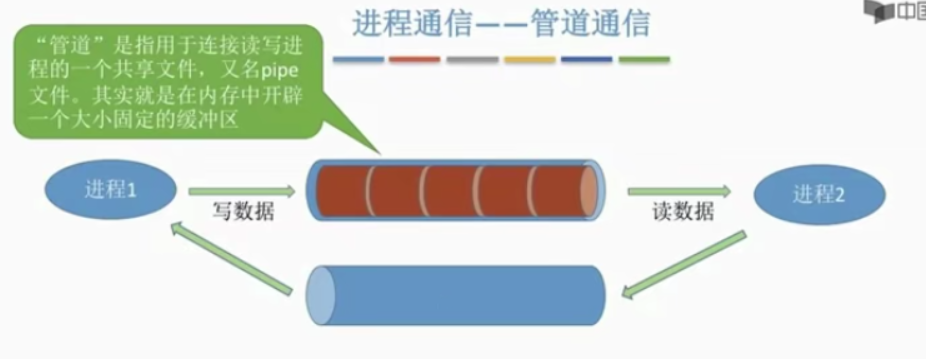 进程通信——管道通信
“管道”是指用于连接读写进
程的一个共享文件，又名pipe
文件。其实就是在内存中开辟
一个大小固定的缓冲区
进程1
写数据
读数据
进程2
中国